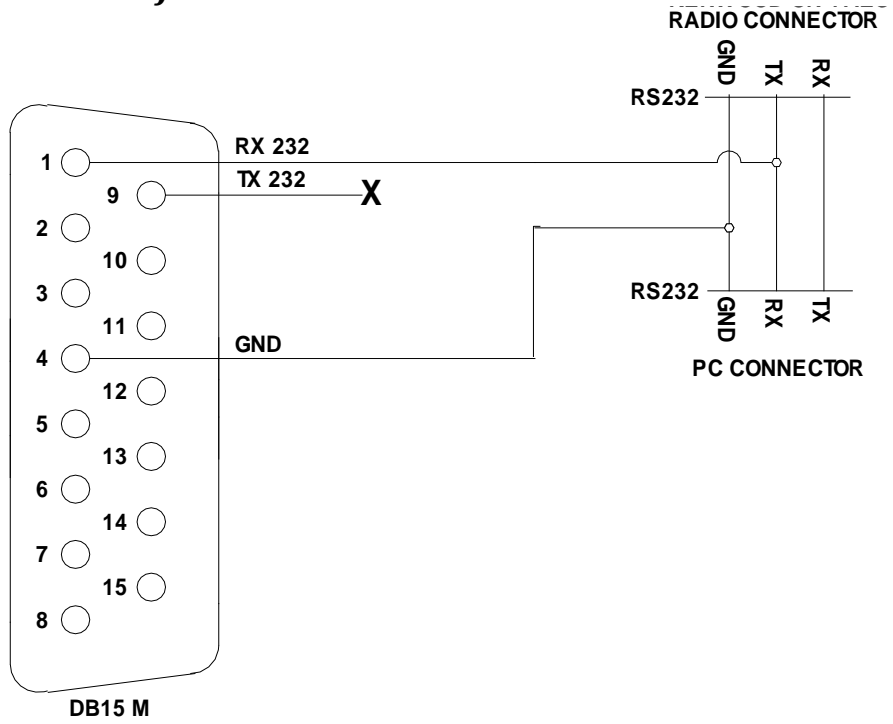 RADIO CONNECTOR
GND
TX
RX
RS232
1
RX 232
9
TX 232
X
2
10
3
RS232
11
GND
RX
TX
4
GND
PC CONNECTOR
12
5
13
6
14
7
15
8
DB15 M